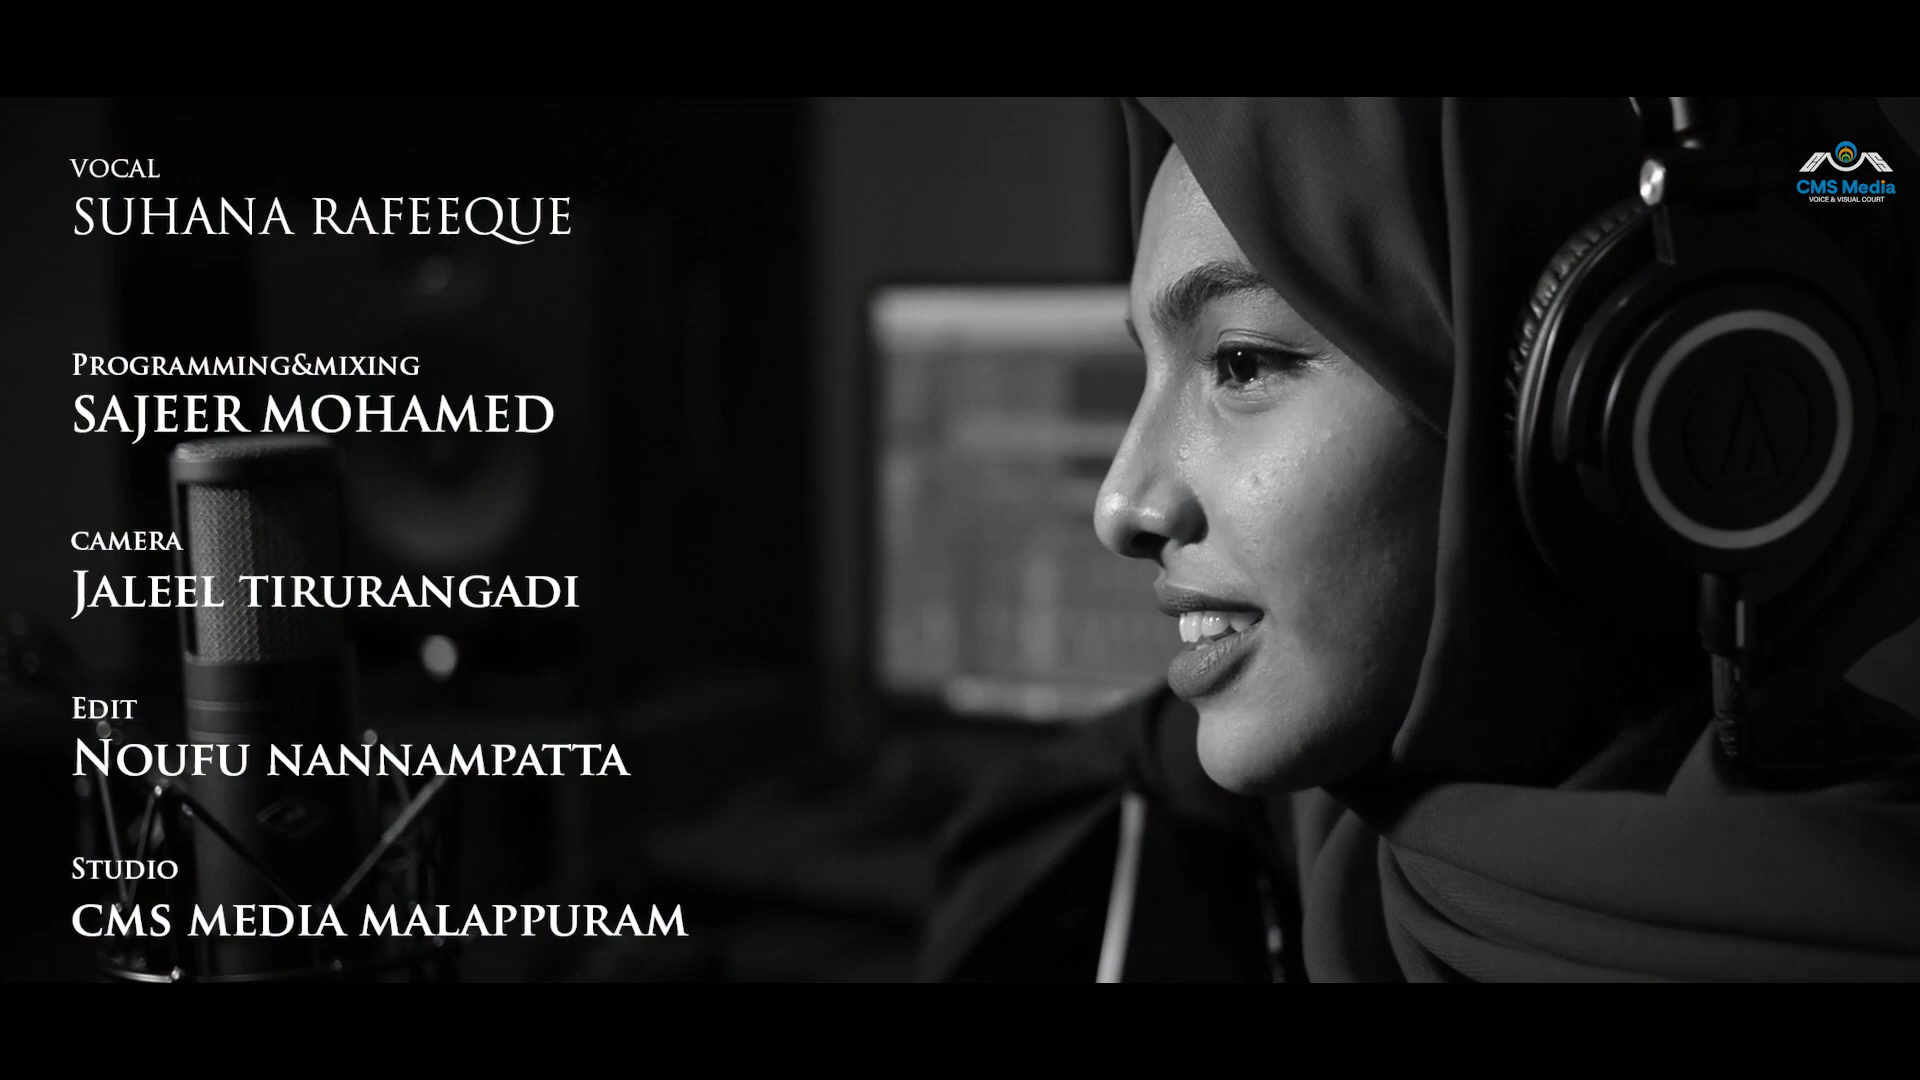 VOCAL
SUHANA RAFEEQUE
PROGRAMMING&MIXING
SAJEER MOHAMED
CAMERA
JALEEL TIRURANGADI
EDIT
NOUFU NANNAMPATTA
STUDIO
CMS MEDIA MALAPPURAM
CMS Media
VOICE & VISUAL COURT